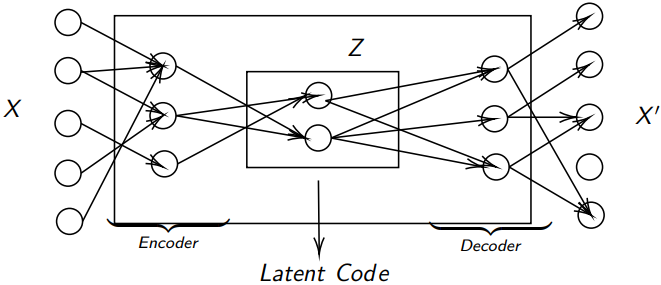 Z
X
X′
Encoder
Decoder
Latent Code